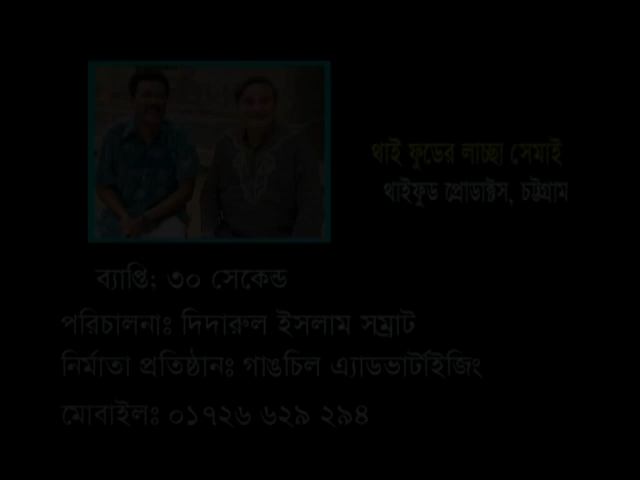 থাই ফুডের লাচ্ছা সেমাই
থাইফুড প্রোডাক্টস, চট্টগ্রাম
ব্যাপ্তি: ৩০ সেকেন্ড
পরিচালনাঃ দিদারুল ইসলাম সম্রাট
নির্মাতা প্রতিষ্ঠানঃ গাঙচিল এ্যাডভার্টাইজিং
মোবাইলঃ ০১৭২৬ ৬২৯ ২৯৪